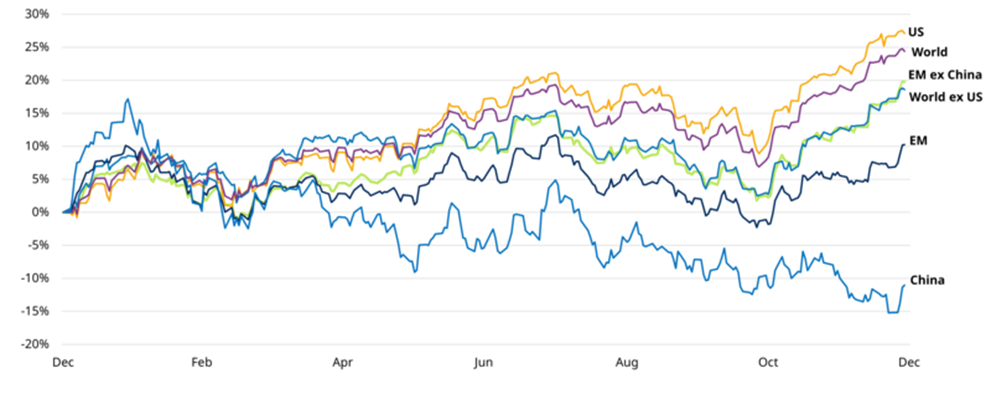 30%
25%
20%
15%
10%
5%
0%
-5%
-10%
-15%
-20%
US
World
EM ex China
World ex US
EM
China
Dec Feb Apr Jun Aug Oct Dec